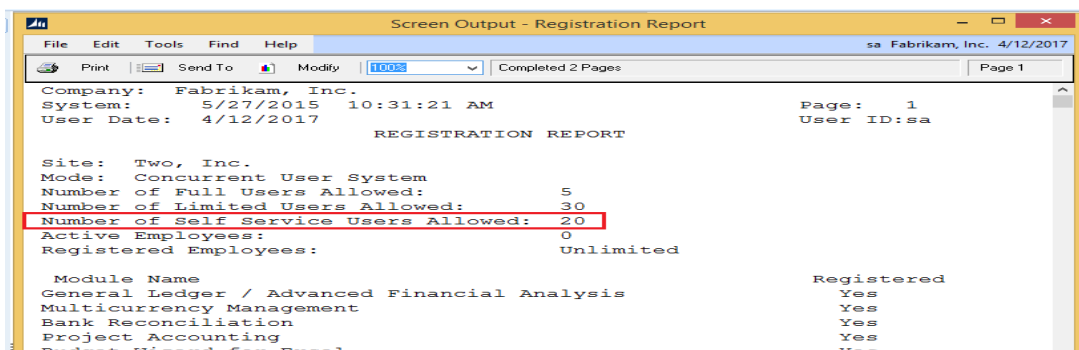 Screen Output - Registration Report
File Edit Tools Find Help sa Fabrikam, Inc. 4/12/2017
Print Send To Modify 100% Completed 2 Pages Page 1
Company: Fabrikam, Inc.
System: 5/27/2015 10:31:21 AM Page: 1
User Date: 4/12/2017 User ID:sa
REGISTRATION REPORT
Site: Two, Inc.
Mode: Concurrent User System
Number of Full Users Allowed: 5
Number of Limited Users Allowed: 30
Number of Self Service Users Allowed: 20
Active Employees: 0
Registered Employees: Unlimited
Module Name Registered
General Ledger / Advanced Financial Analysis Yes
Multicurrency Management Yes
Bank Reconciliation Yes
Project Accounting Yes